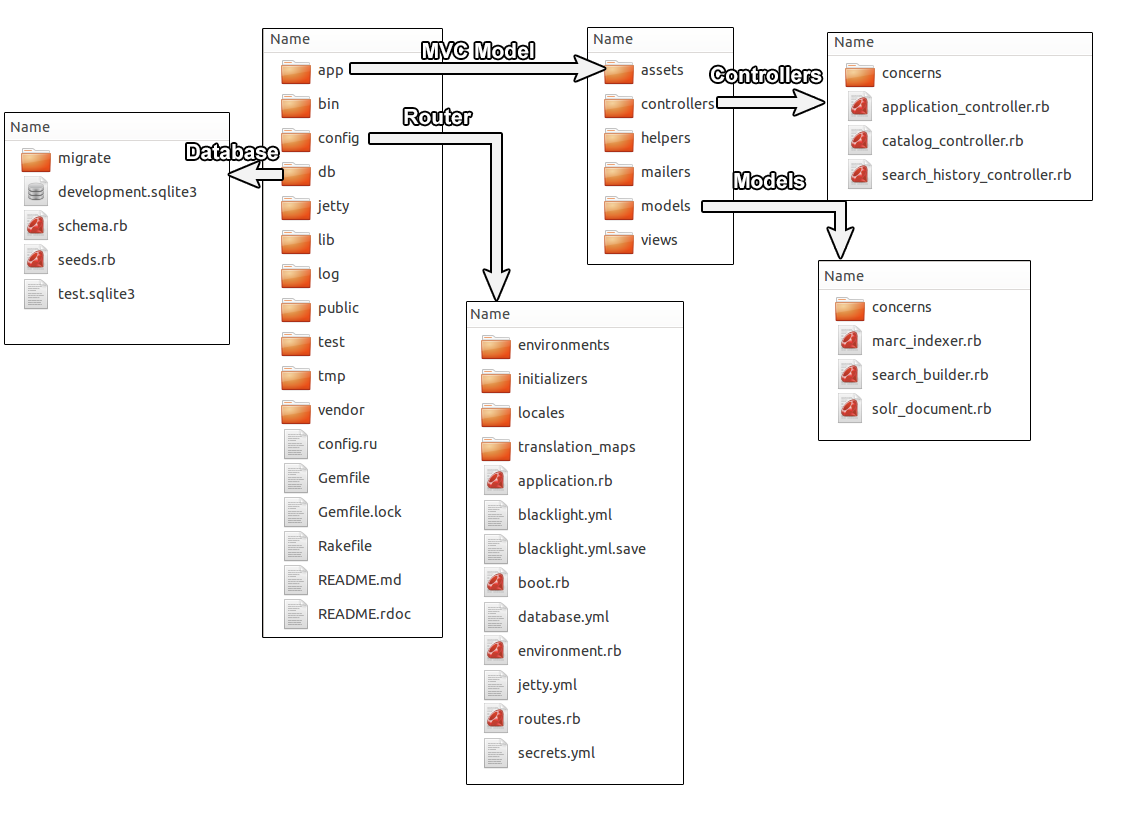 Name
migrate
development.sqlite3
schema.rb
seeds.rb
test.sqlite3
Database
Name
app
bin
config
db
jetty
lib
log
public
test
tmp
vendor
config.ru
Gemfile
Gemfile.lock
Rakefile
README.md
README.rdoc
MVC Model
Router
Name
environments
initializers
locales
translation_maps
application.rb
blacklight.yml
blacklight.yml.save
boot.rb
database.yml
environment.rb
jetty.yml
routes.rb
secrets.yml
Name
assets
controllers
helpers
mailers
models
views
Controllers
Name
concerns
application_controller.rb
catalog_controller.rb
search_history_controller.rb
Models
Name
concerns
marc_indexer.rb
search_builder.rb
solr_document.rb